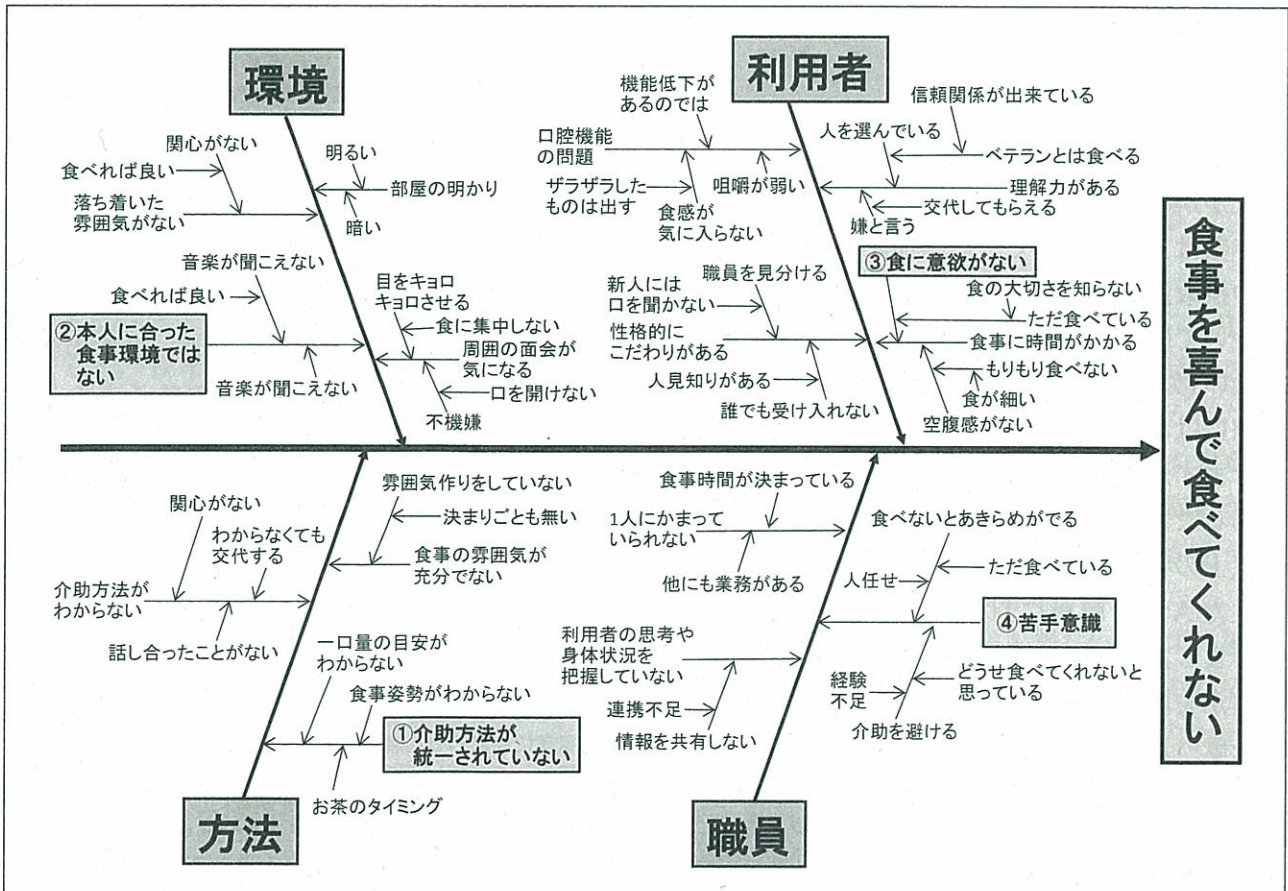 環境
関心がない
食べれば良い
落ち着いた
雰囲気がない
明るい
部屋の明かり
暗い
音楽が聞こえない
食べれば良い
②本人に合った
食事環境では
ない
音楽が聞こえない
目をキョロ
キョロさせる
食に集中しない
周囲の面会が
気になる
口を開けない
不機嫌
利用者
機能低下が
あるのでは
口腔機能
の問題
ザラザラした
ものは出す
食感が
気に入らない
咀嚼が弱い
信頼関係が出来ている
人を選んでいる
ベテランとは食べる
理解力がある
交代してもらえる
嫌と言う
職員を見分ける
新人には
口を聞かない
性格的に
こだわりがある
人見知りがある
誰でも受け入れない
③食に意欲がない
食の大切さを知らない
ただ食べている
食事に時間がかかる
もりもり食べない
食が細い
空腹感がない
食事を喜んで食べてくれない
関心がない
わからなくても
交代する
介助方法が
わからない
話し合ったことがない
雰囲気作りをしていない
決まりごとも無い
食事の雰囲気が
充分でない
一口量の目安が
わからない
食事姿勢がわからない
①介助方法が
統一されていない
お茶のタイミング
方法
食事時間が決まっている
1人にかまって
いられない
他にも業務がある
利用者の思考や
身体状況を
把握していない
連携不足
情報を共有しない
食べないとあきらめがでる
ただ食べている
人任せ
④苦手意識
経験
不足
どうせ食べてくれないと
思っている
介助を避ける
職員